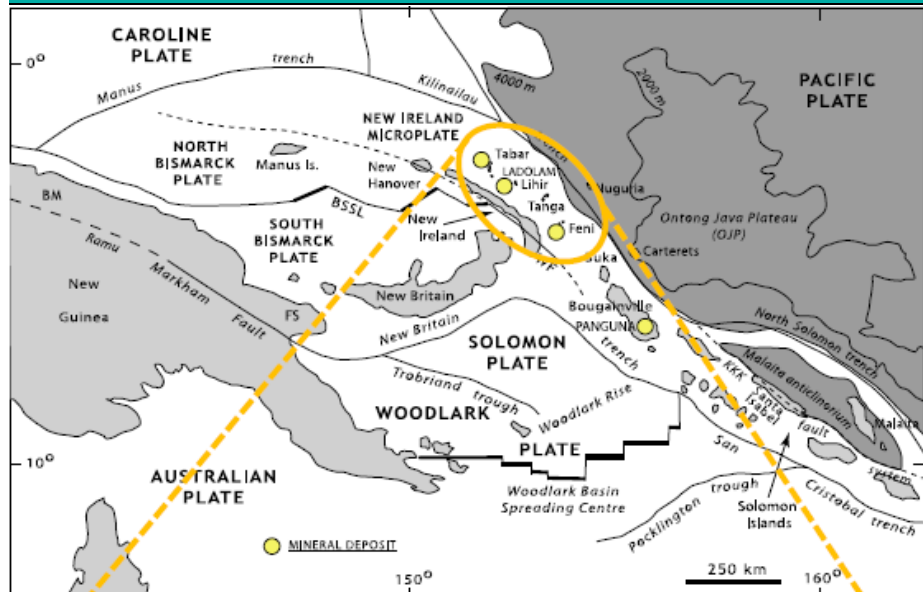 CAROLINE
PLATE
0°
Manus
trench
Kilinailau
4000 m
2000 m
PACIFIC
PLATE
NEW IRELAND
MICROPLATE
NORTH
BISMARCK
PLATE
Manus Is.
New
Hanover
Tabar
LADOLAM
Lihir
Tanga
Feni
trench
Nuguria
Ontong Java Plateau
(OJP)
BM
BSSL
SOUTH
BISMARCK
PLATE
New
Ireland
Carterets
Ramu
Markham
Fault
New
Guinea
FS
New Britain
New Britain
Bougainville
PANGUNA
North Solomon trench
SOLOMON
PLATE
trench
Trobriand
trough
Woodlark Rise
KKK
Santa
Isabel
fault
system
Malaita anticlinorium
Malaita
WOODLARK
PLATE
San
Cristobal
trench
10°
AUSTRALIAN
PLATE
Woodlark Basin
Spreading Centre
Pocklington
trough
Solomon
Islands
MINERAL DEPOSIT
150°
250 km
160°